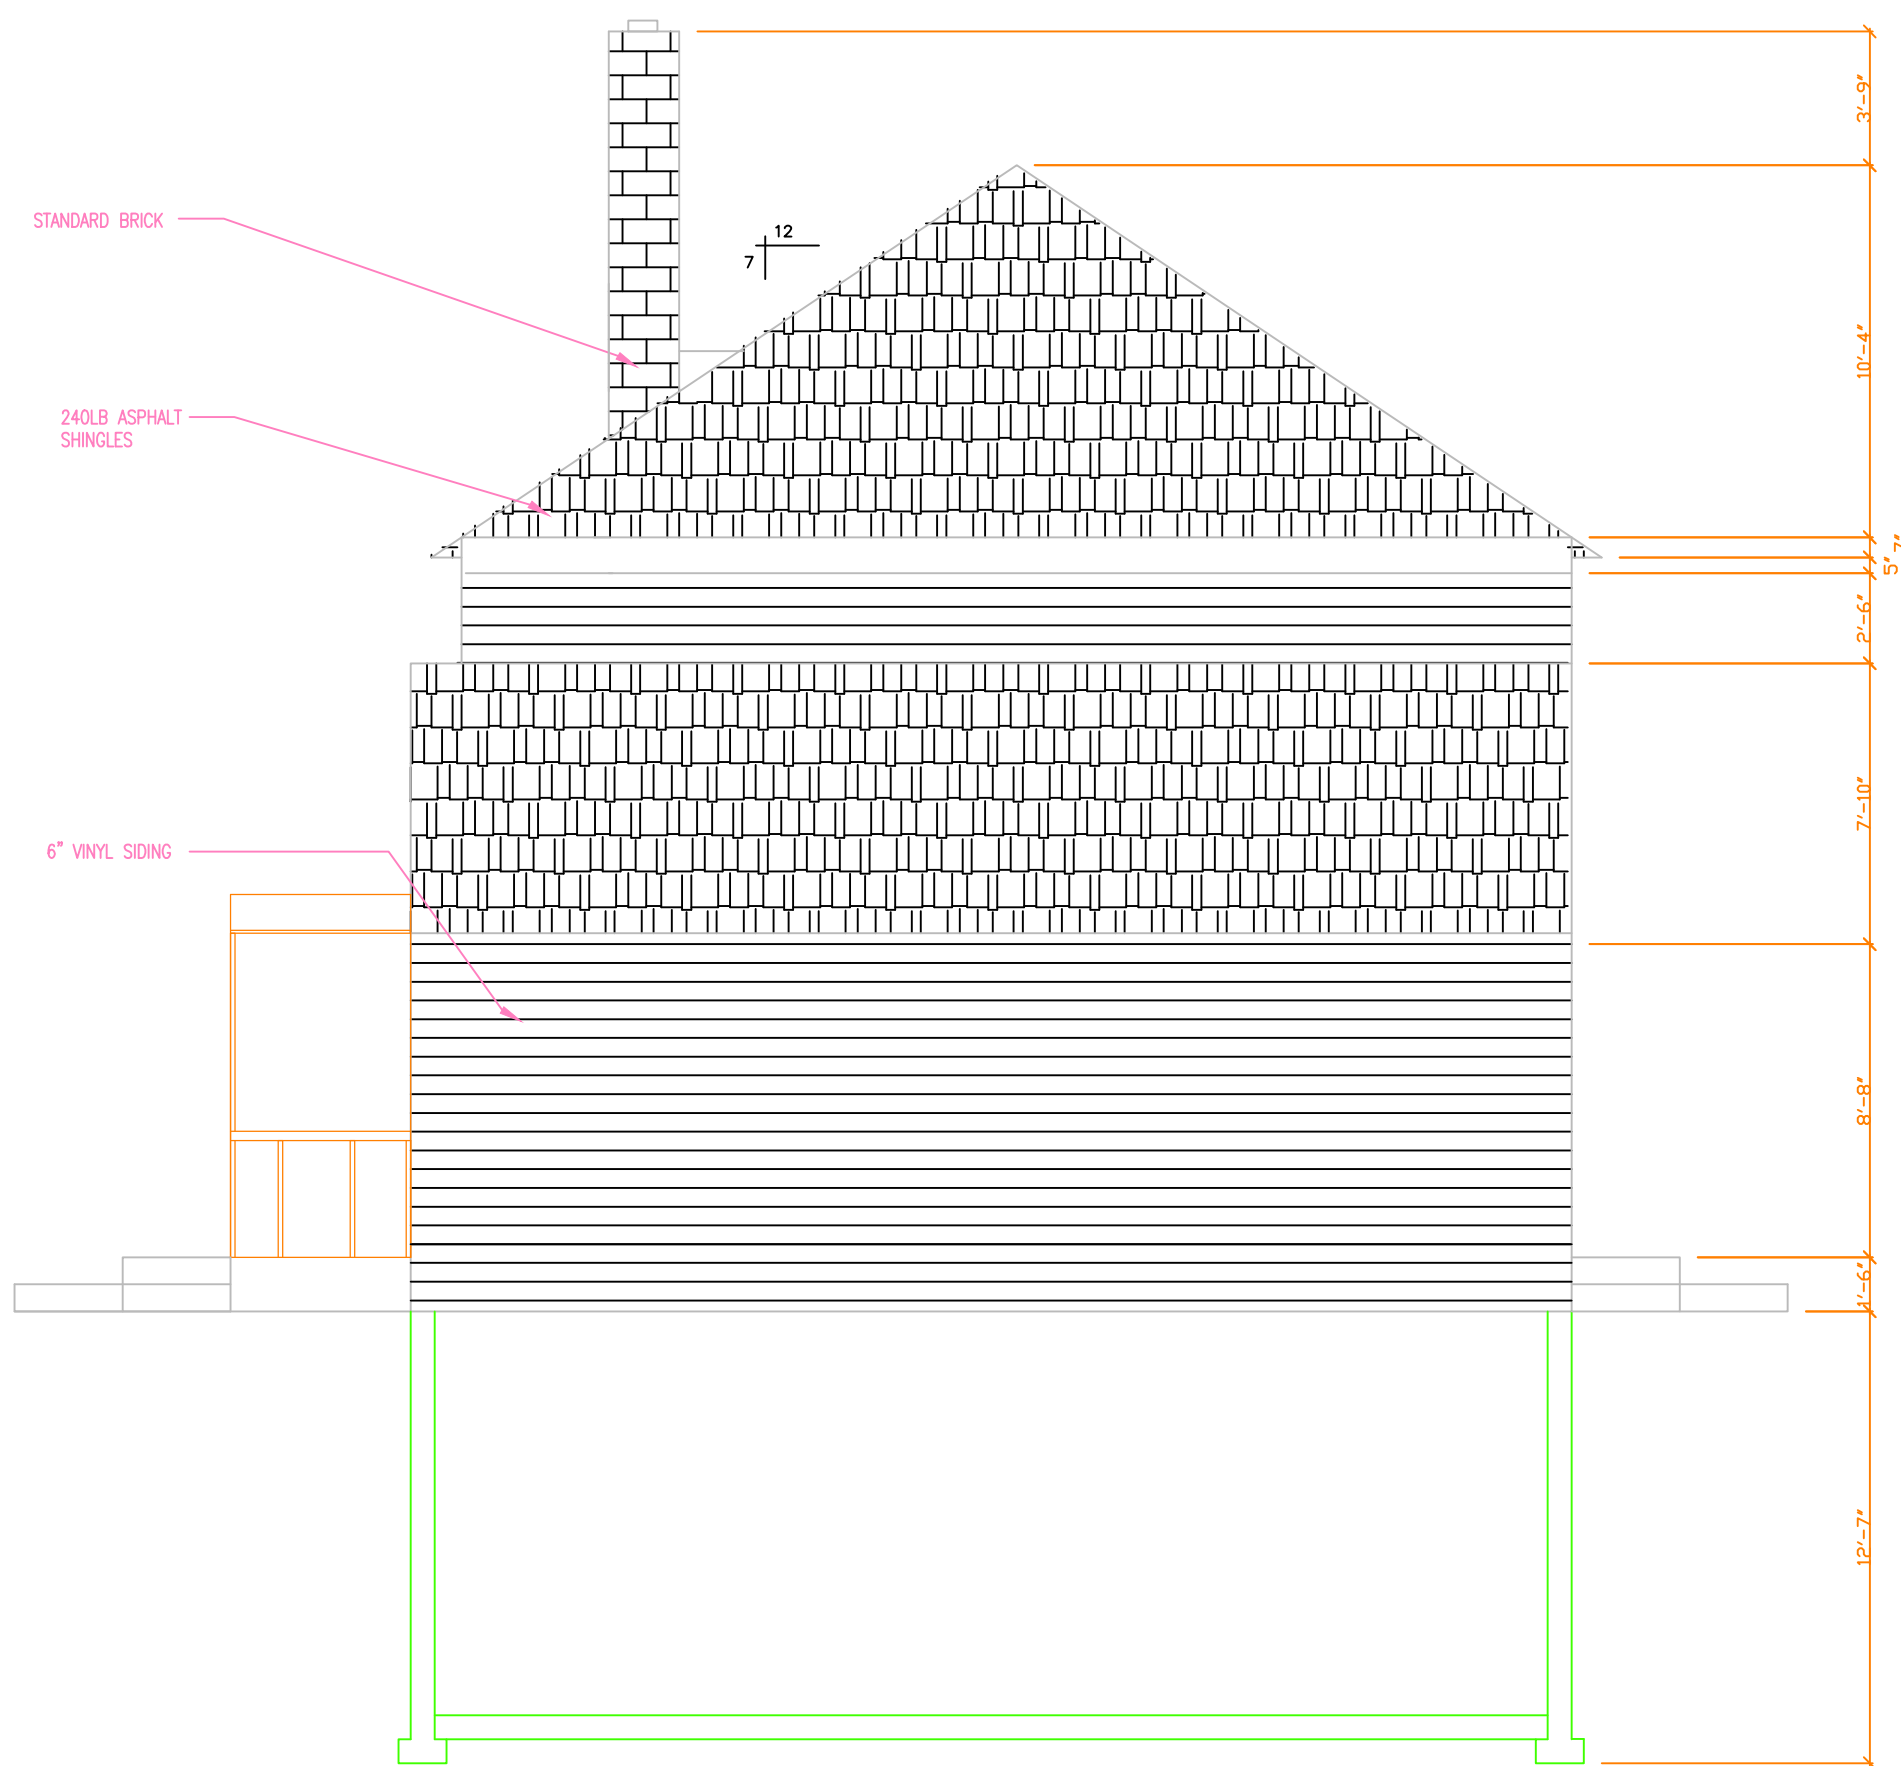 3'-9"
STANDARD BRICK
12
7
10'-4"
240LB ASPHALT
SHINGLES
7"
5"
2'-6"
7'-10"
6" VINYL SIDING
8'-8"
1'-6"
12'-7"